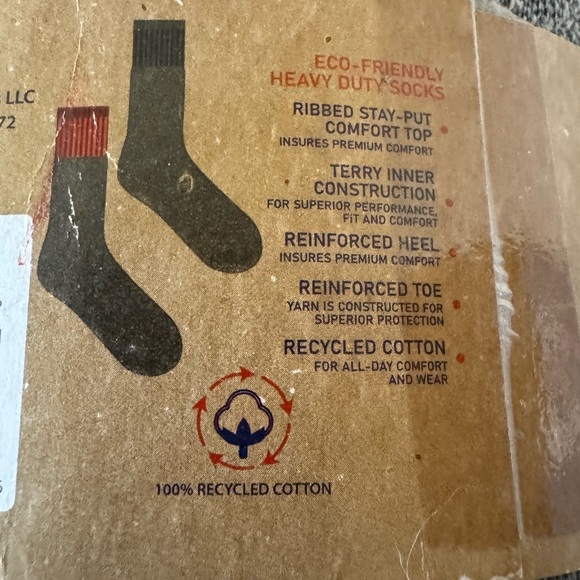 LLC
72
ECO-FRIENDLY
HEAVY DUTY SOCKS
RIBBED STAY-PUT
COMFORT TOP
INSURES PREMIUM COMFORT
TERRY INNER
CONSTRUCTION
FOR SUPERIOR PERFORMANCE,
FIT AND COMFORT
REINFORCED HEEL
INSURES PREMIUM COMFORT
REINFORCED TOE
YARN IS CONSTRUCTED FOR
SUPERIOR PROTECTION
RECYCLED COTTON
FOR ALL-DAY COMFORT
AND WEAR
100% RECYCLED COTTON